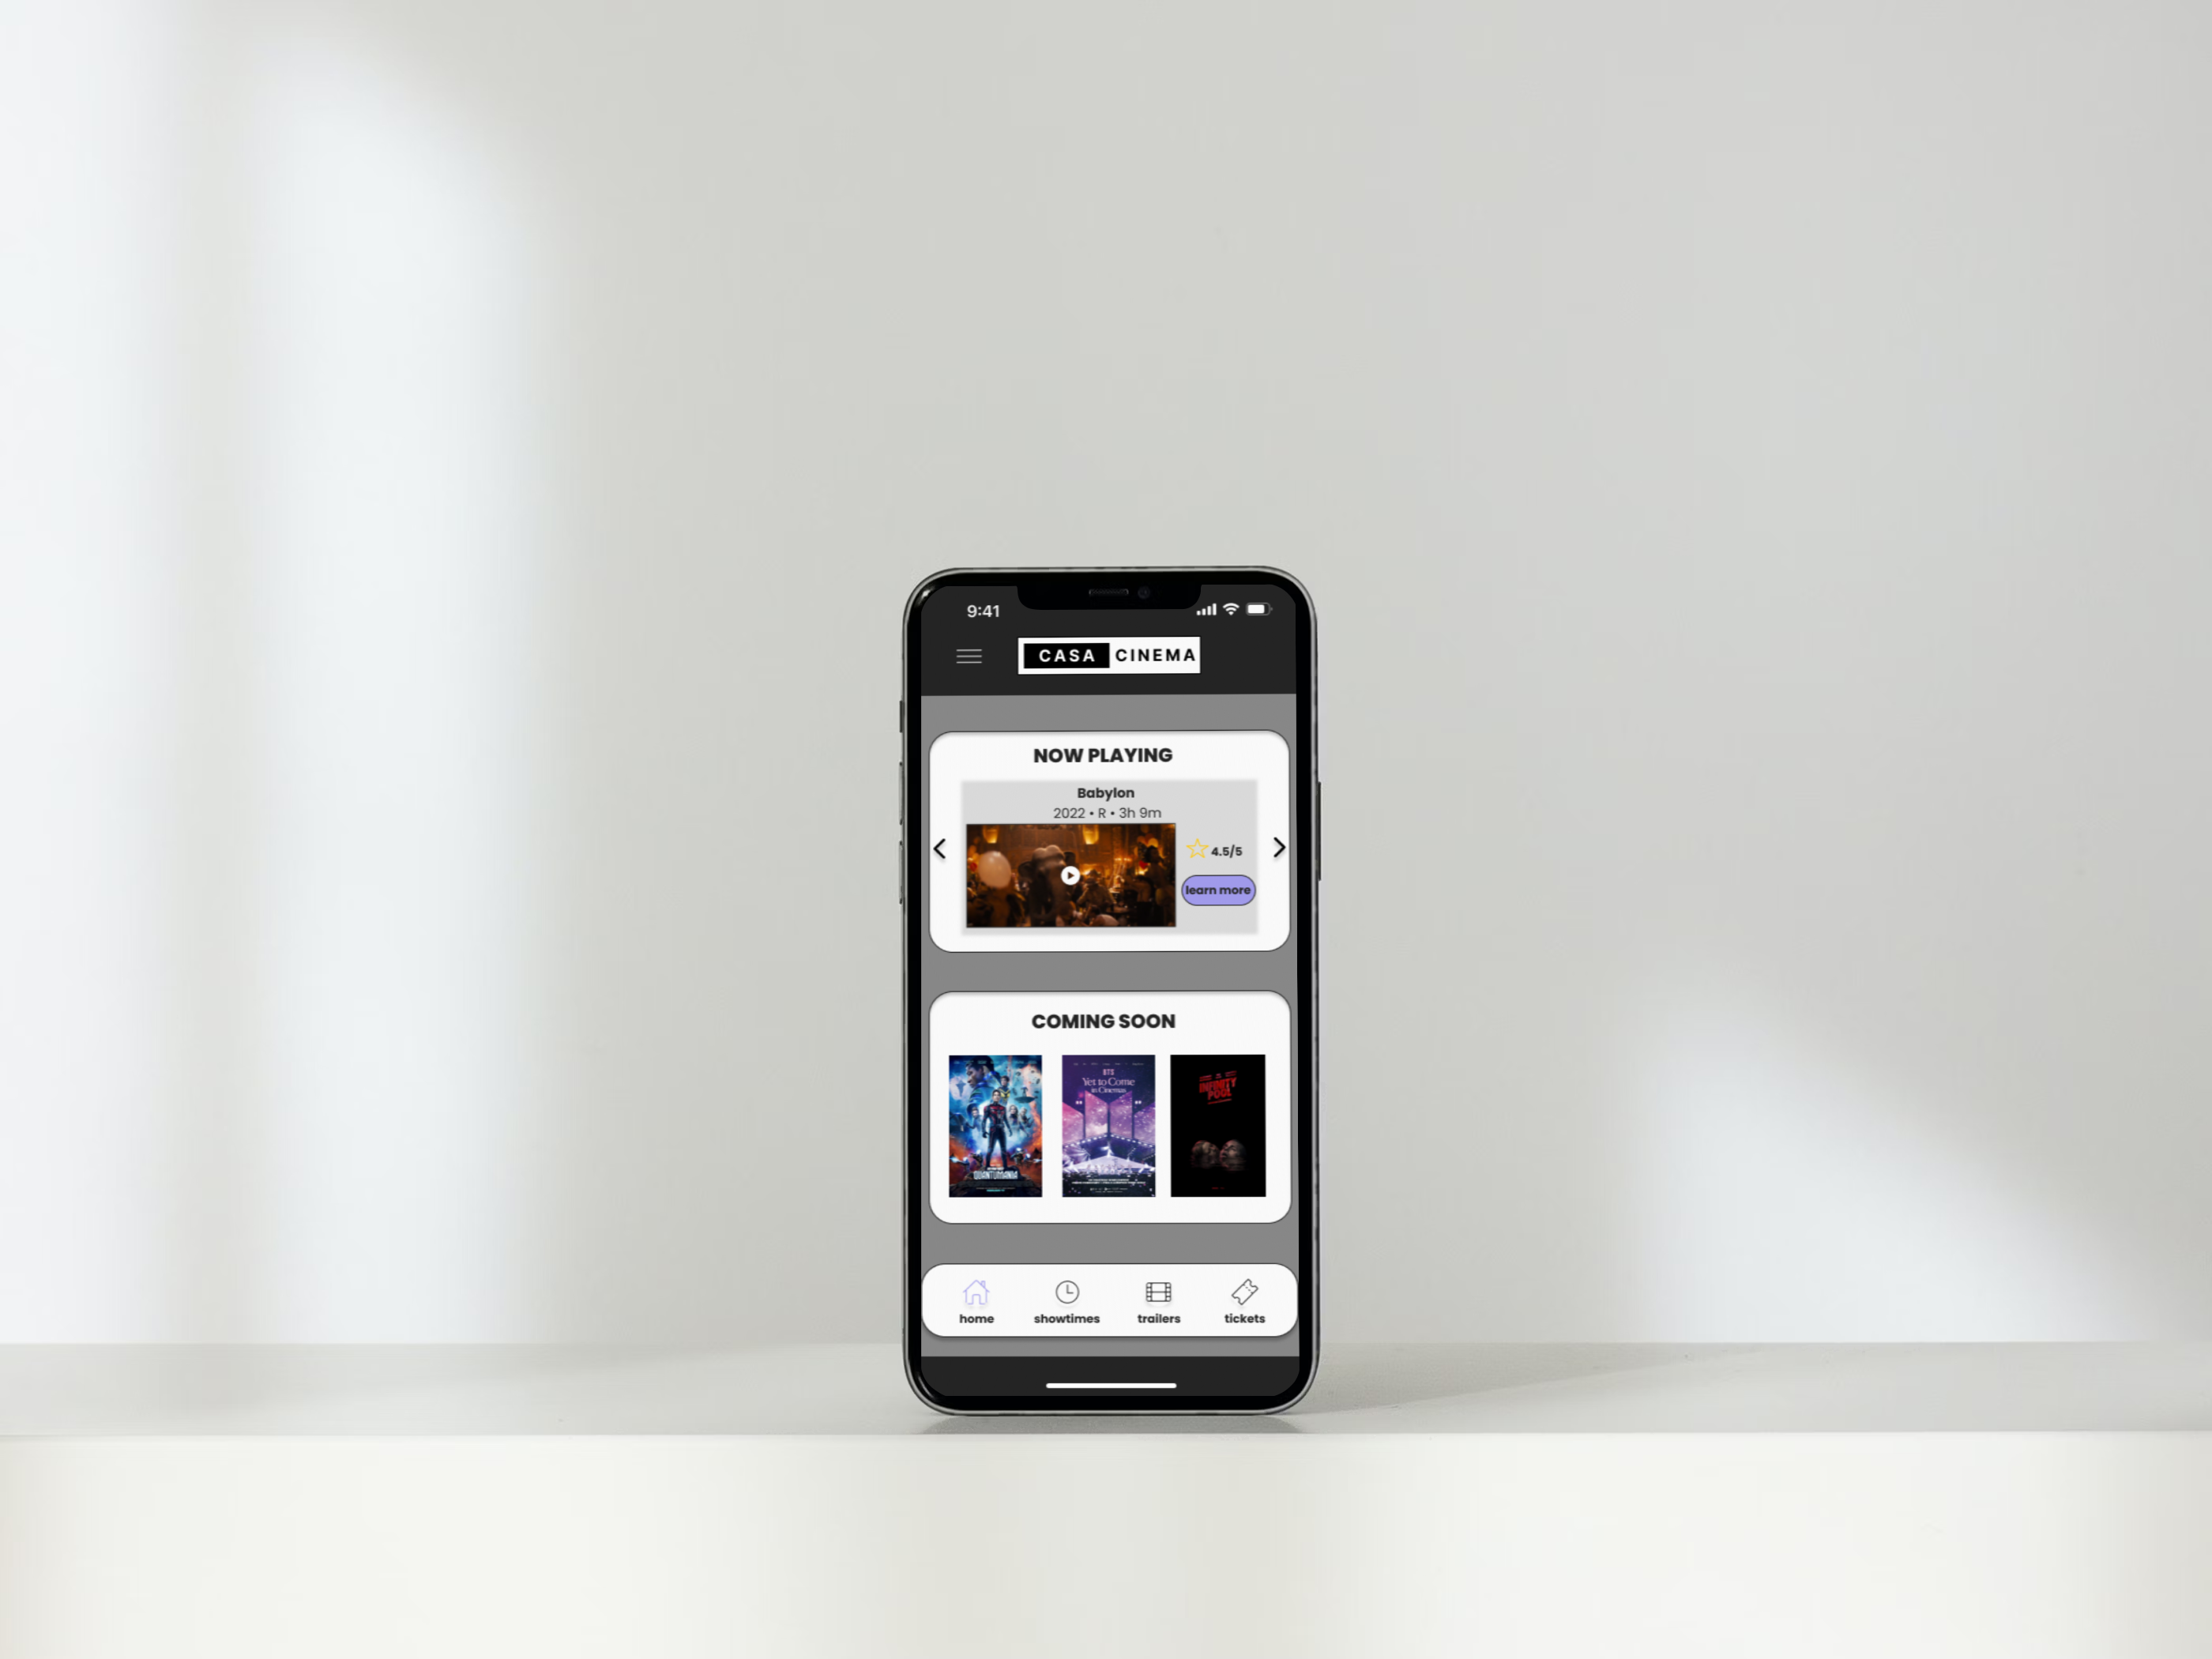 9:41
CASA CINEMA
NOW PLAYING
Babylon
2022 • R • 3h 9m
4.5/5
learn more
COMING SOON
BTS
Yet to Come
in Cinemas
INFINITY
POOL
QUANTUMANIA
home showtimes trailers tickets